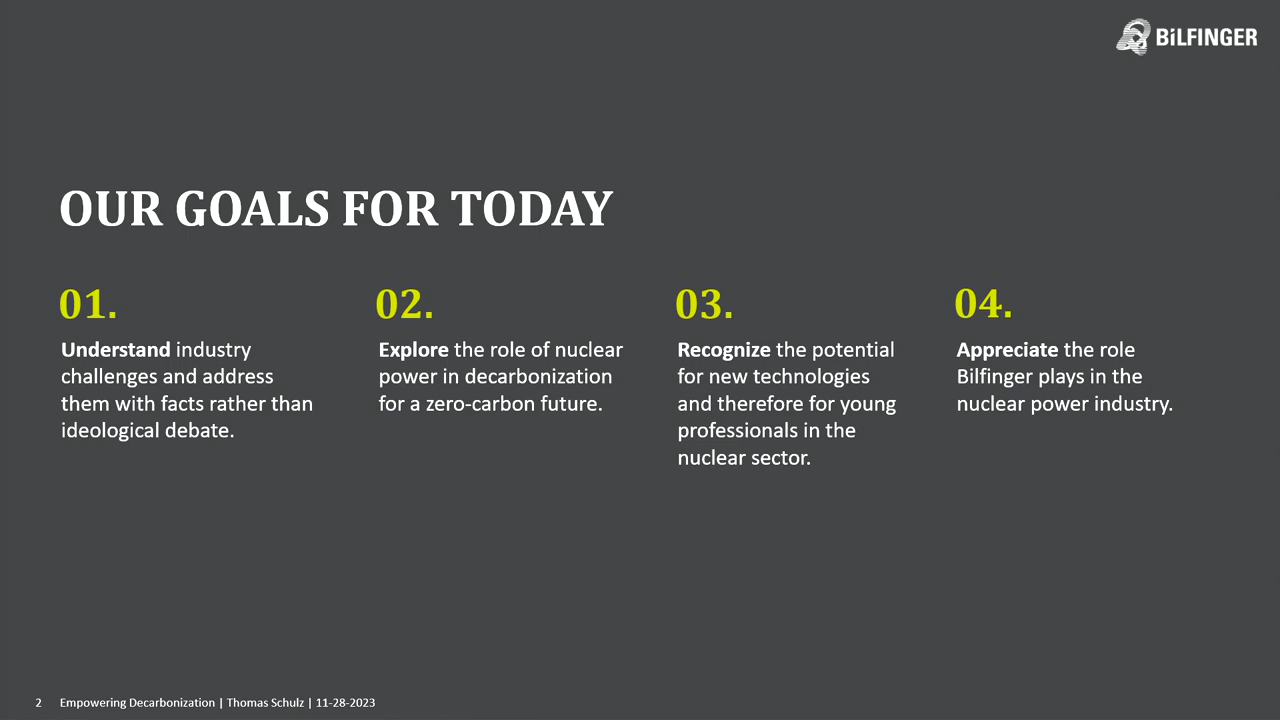 BiLFINGER
OUR GOALS FOR TODAY
01.
Understand industry
challenges and address
them with facts rather than
ideological debate.
02.
Explore the role of nuclear
power in decarbonization
for a zero-carbon future.
03.
Recognize the potential
for new technologies
and therefore for young
professionals in the
nuclear sector.
04.
Appreciate the role
Bilfinger plays in the
nuclear power industry.
2 Empowering Decarbonization | Thomas Schulz | 11-28-2023